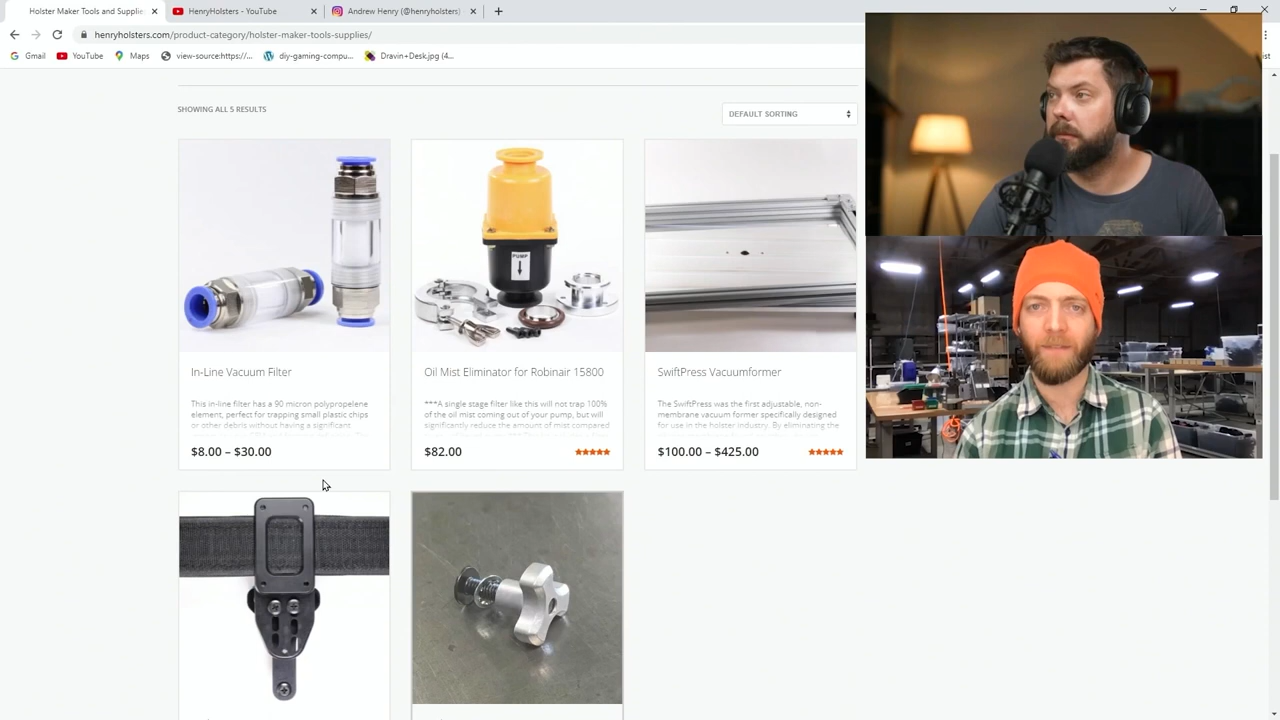 Holster Maker Tools and Supplie
HenryHolsters - YouTube
Andrew Henry (@henryholsters)
henryholsters.com/product-category/holster-maker-tools-supplies/
Gmail
YouTube
Maps
view-source:https://...
diy-gaming-compu...
Dravin+Desk.jpg (4...
ist
SHOWING ALL 5 RESULTS
DEFAULT SORTING
PUMP
In-Line Vacuum Filter
This in-line filter has a 90 micron polypropylene
element, perfect for trapping small plastic chips
or other debris without having a significant
$8.00 – $30.00
Oil Mist Eliminator for Robinair 15800
***A single stage filter like this will not trap 100%
of the oil mist coming out of your pump, but will
significantly reduce the amount of mist compared
$82.00
SwiftPress Vacuumformer
The SwiftPress was the first adjustable, non-
membrane vacuum former specifically designed
for use in the holster industry. By eliminating the
$100.00 – $425.00